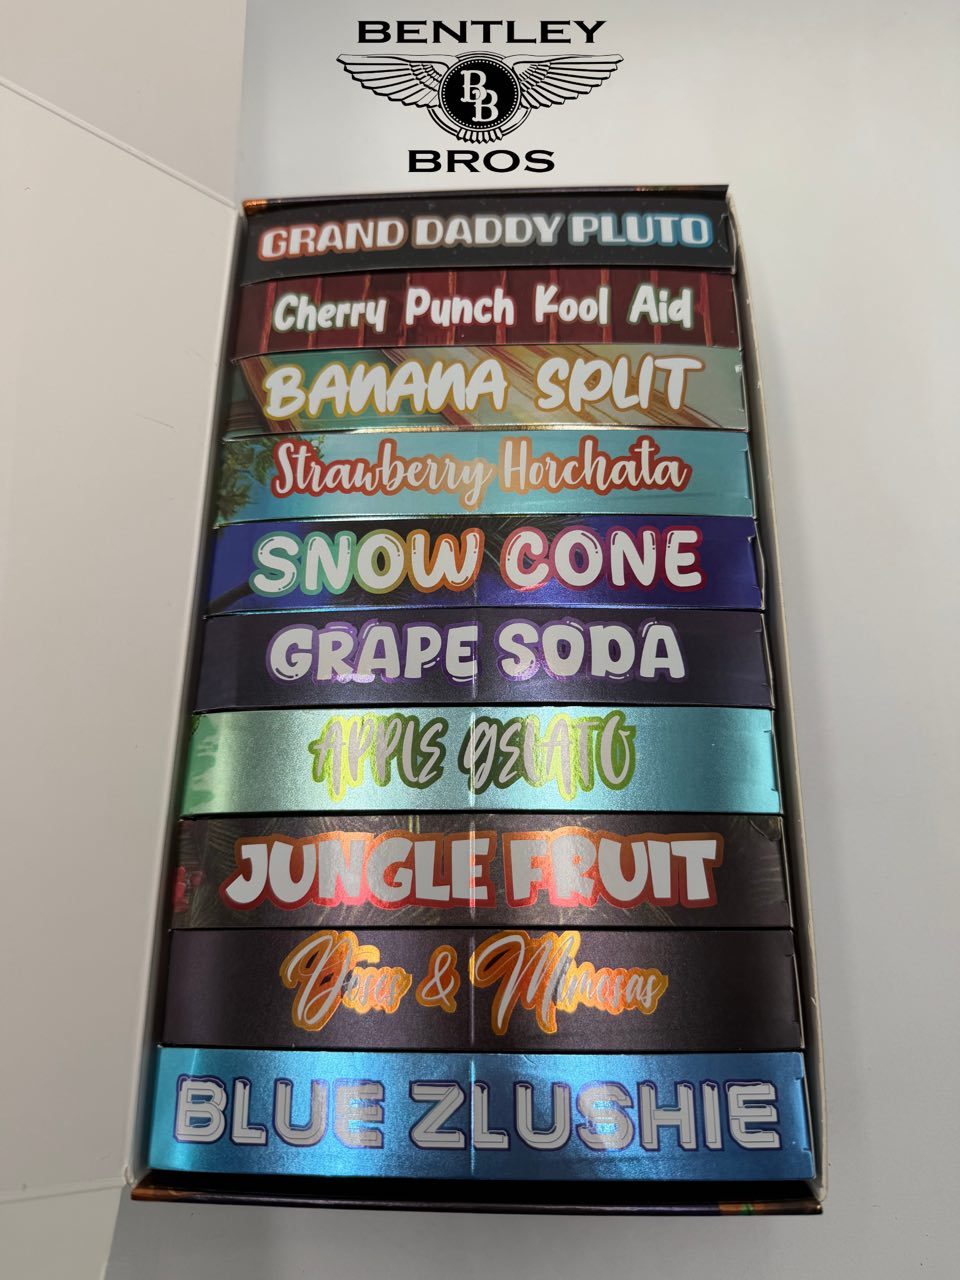 BENTLEY
BB
BROS
GRAND DADDY PLUTO
Cherry Punch Kool Aid
BANANA SPLIT
Strawberry Horchata
SNOW CONE
GRAPE SODA
APPLE GELATO
JUNGLE FRUIT
& Mimosas
BLUE ZLUSHIE